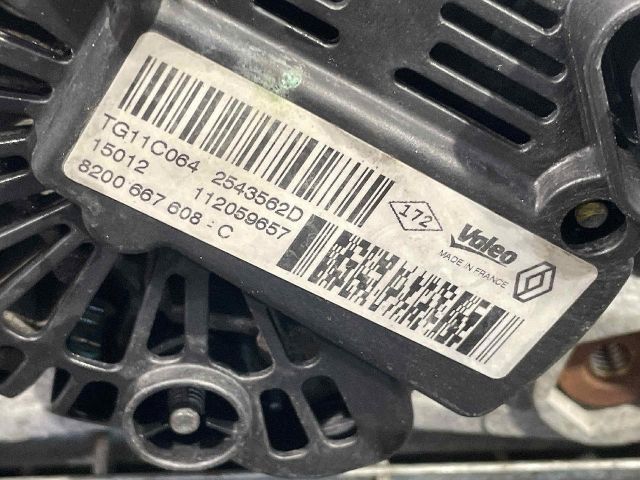 TG11C064 2543562D
15012 112059657
8200 667 608 - C
172
Valeo
MADE IN FRANCE